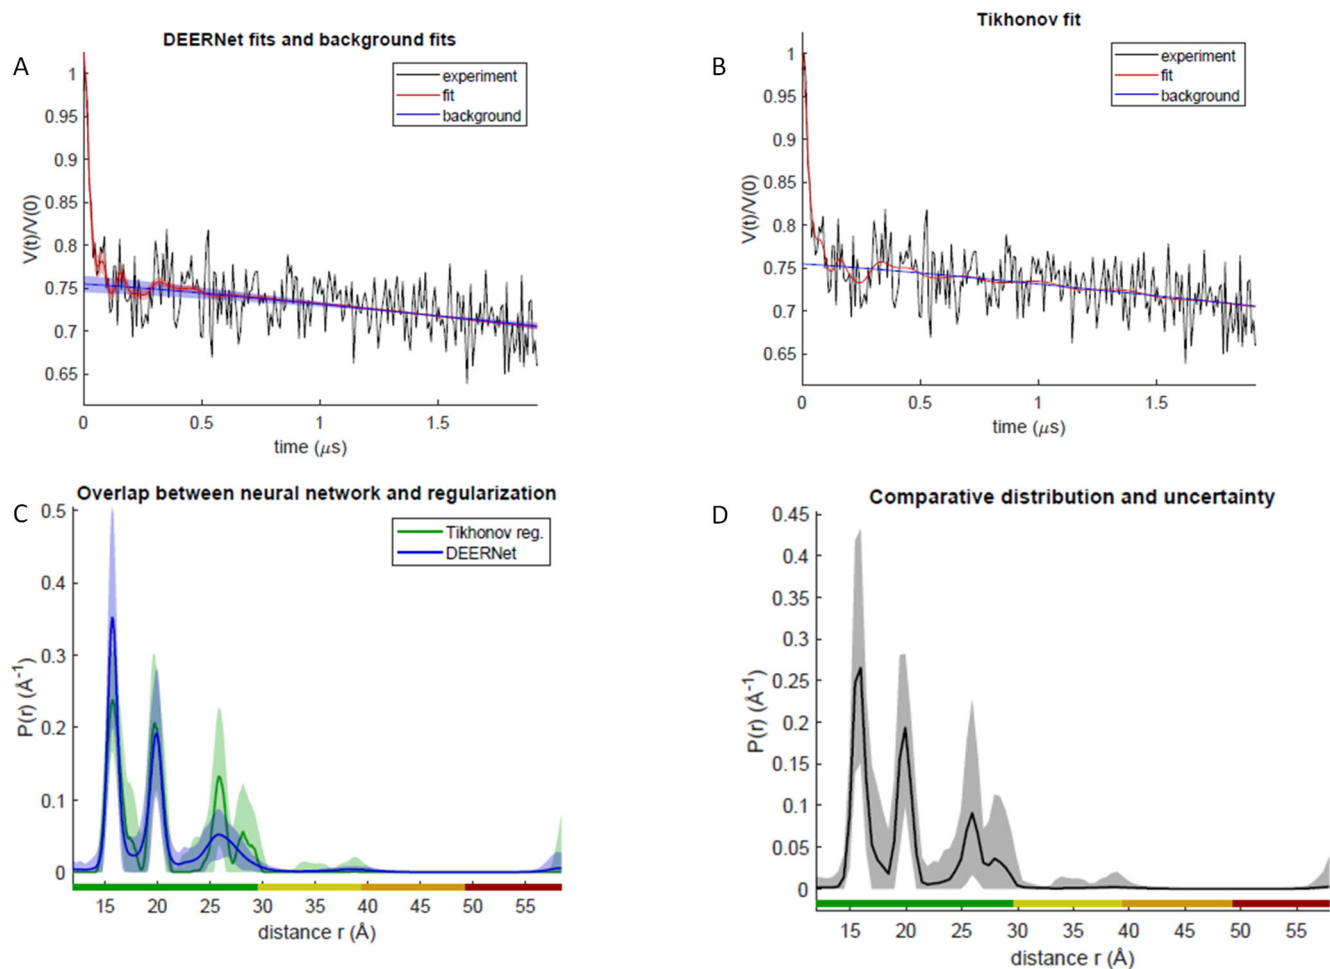 A
DEERNet fits and background fits
experiment
fit
background
1
0.95
0.9
0.85
0.8
0.75
0.7
0.65
V(t)/V(0)
0
0.5
1
1.5
time (μs)
B
Tikhonov fit
experiment
fit
background
1
0.95
0.9
0.85
0.8
0.75
0.7
0.65
V(t)/V(0)
0
0.5
1
1.5
time (μs)
C
Overlap between neural network and regularization
Tikhonov reg.
DEERNet
0.5
0.4
0.3
0.2
0.1
0
P(r) (Å⁻¹)
15
20
25
30
35
40
45
50
55
distance r (Å)
D
Comparative distribution and uncertainty
0.45
0.4
0.35
0.3
0.25
0.2
0.15
0.1
0.05
0
P(r) (Å⁻¹)
15
20
25
30
35
40
45
50
55
distance r (Å)